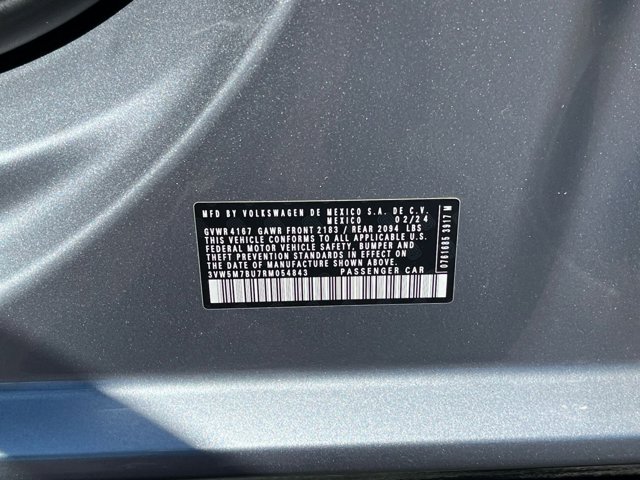 MFD BY VOLKSWAGEN DE MEXICO S.A. DE C.V.
MEXICO 02/24
GVWR 4167 GAWR FRONT 2183 / REAR 2094 LBS
THIS VEHICLE CONFORMS TO ALL APPLICABLE U.S.
FEDERAL MOTOR VEHICLE SAFETY, BUMPER AND
THEFT PREVENTION STANDARDS IN EFFECT ON
THE DATE OF MANUFACTURE SHOWN ABOVE.
3VW5M7BU7RM054843 PASSENGER CAR
0761685 3917 M